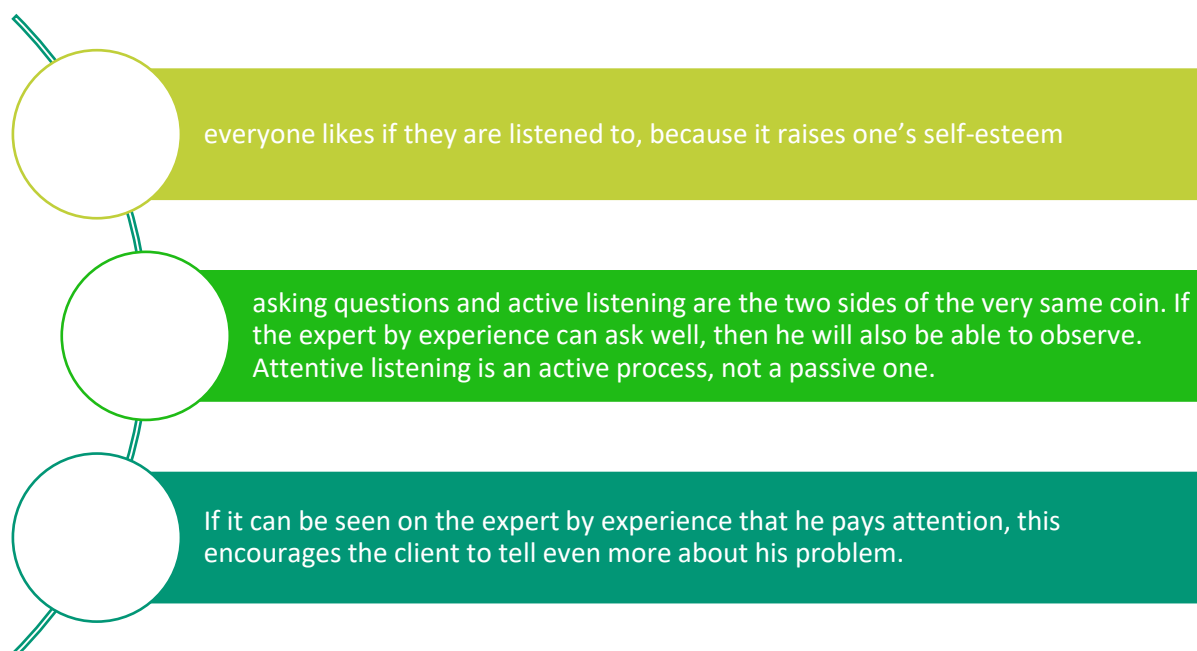 everyone likes if they are listened to, because it raises one’s self-esteem
asking questions and active listening are the two sides of the very same coin. If
the expert by experience can ask well, then he will also be able to observe.
Attentive listening is an active process, not a passive one.
If it can be seen on the expert by experience that he pays attention, this
encourages the client to tell even more about his problem.